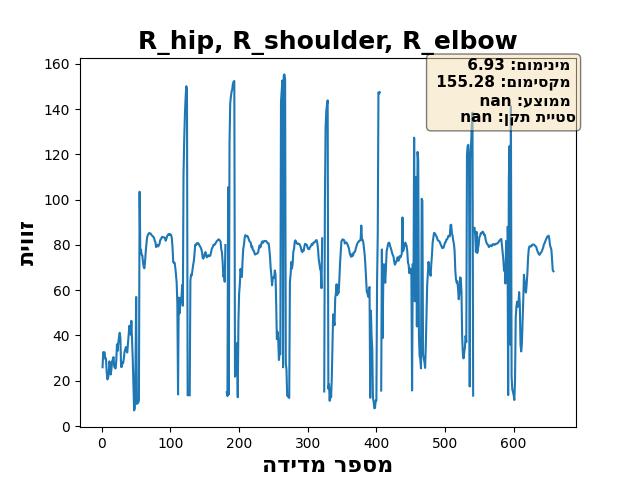 R_hip, R_shoulder, R_elbow
מינימום: 6.93
מקסימום: 155.28
ממוצע: nan
סטיית תקן: nan
160
140
120
100
80
60
40
20
0
זווית
0 100 200 300 400 500 600
מספר מדידה